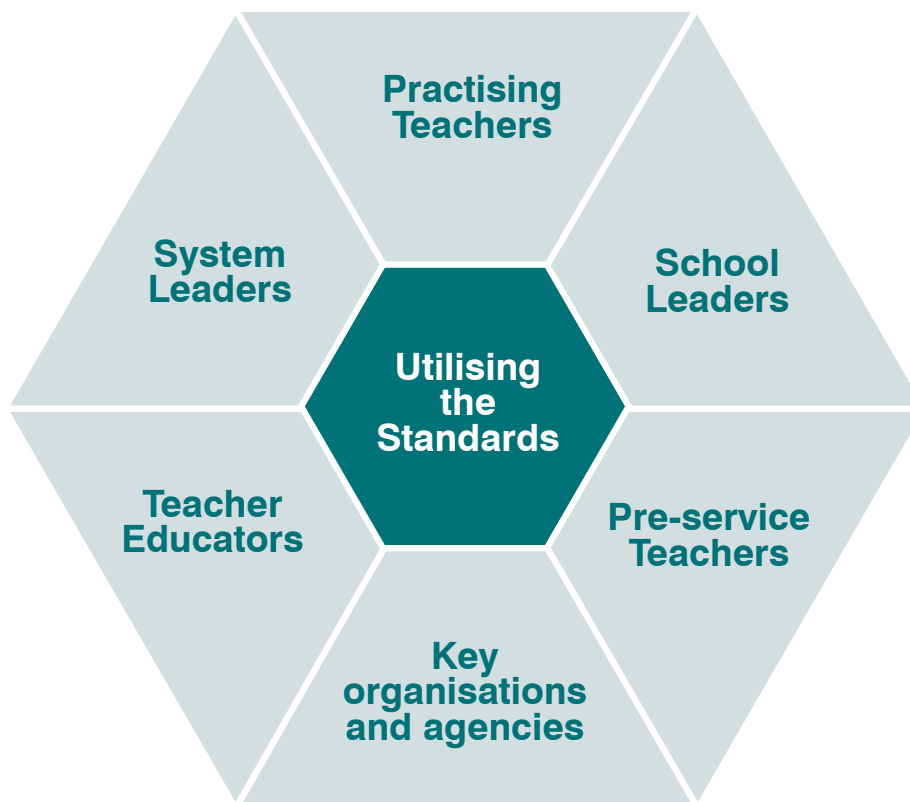 Practising
Teachers
System
Leaders
School
Leaders
Utilising
the
Standards
Teacher
Educators
Pre-service
Teachers
Key
organisations
and agencies